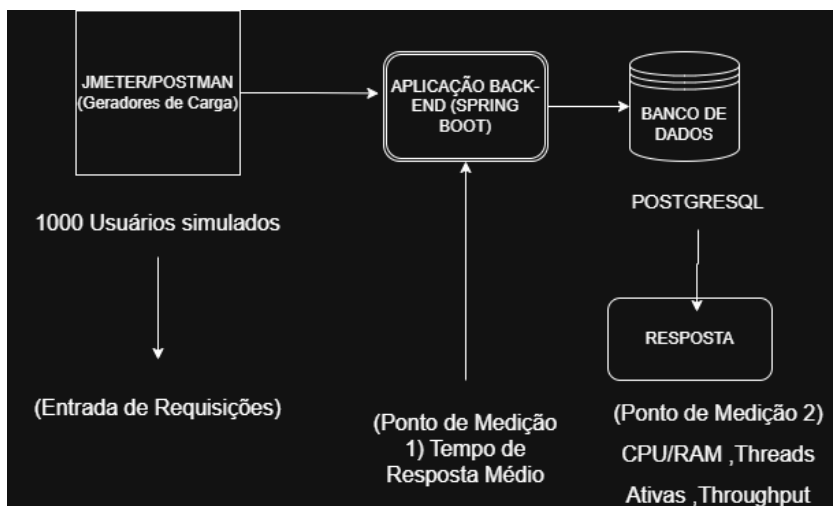 JMETER/POSTMAN
(Geradores de Carga)
APLICAÇÃO BACK-
END (SPRING
BOOT)
BANCO DE
DADOS
POSTGRESQL
1000 Usuários simulados
RESPOSTA
(Entrada de Requisições)
(Ponto de Medição
1) Tempo de
Resposta Médio
(Ponto de Medição 2)
CPU/RAM ,Threads
Ativas ,Throughput